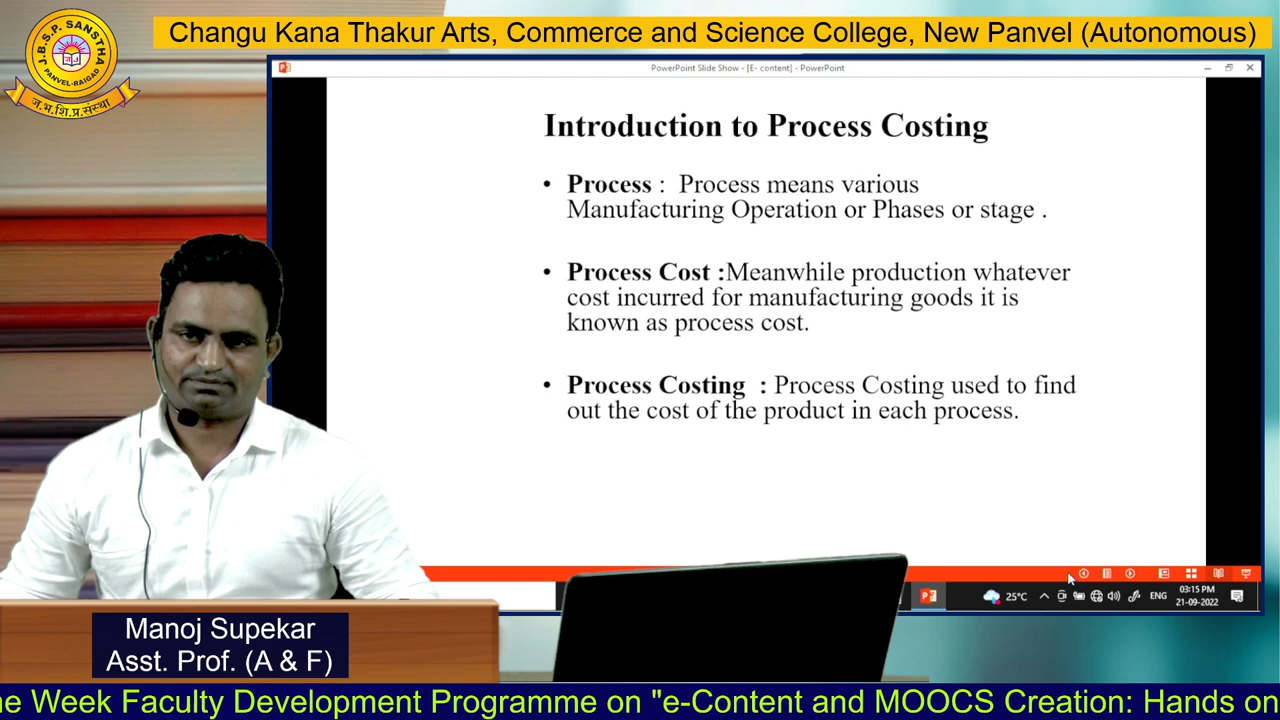 Changu Kana Thakur Arts, Commerce and Science College, New Panvel (Autonomous)
J.B.S.P. SANSTHA
PANVEL-RAIGAD
ज.भ.शि.प्र.संस्था
PowerPoint Slide Show - [E- content] - PowerPoint
Introduction to Process Costing
• Process : Process means various
Manufacturing Operation or Phases or stage .
• Process Cost :Meanwhile production whatever
cost incurred for manufacturing goods it is
known as process cost.
• Process Costing : Process Costing used to find
out the cost of the product in each process.
25°C
ENG
03:15 PM
21-09-2022
Manoj Supekar
Asst. Prof. (A & F)
ne Week Faculty Development Programme on "e-Content and MOOCS Creation: Hands on